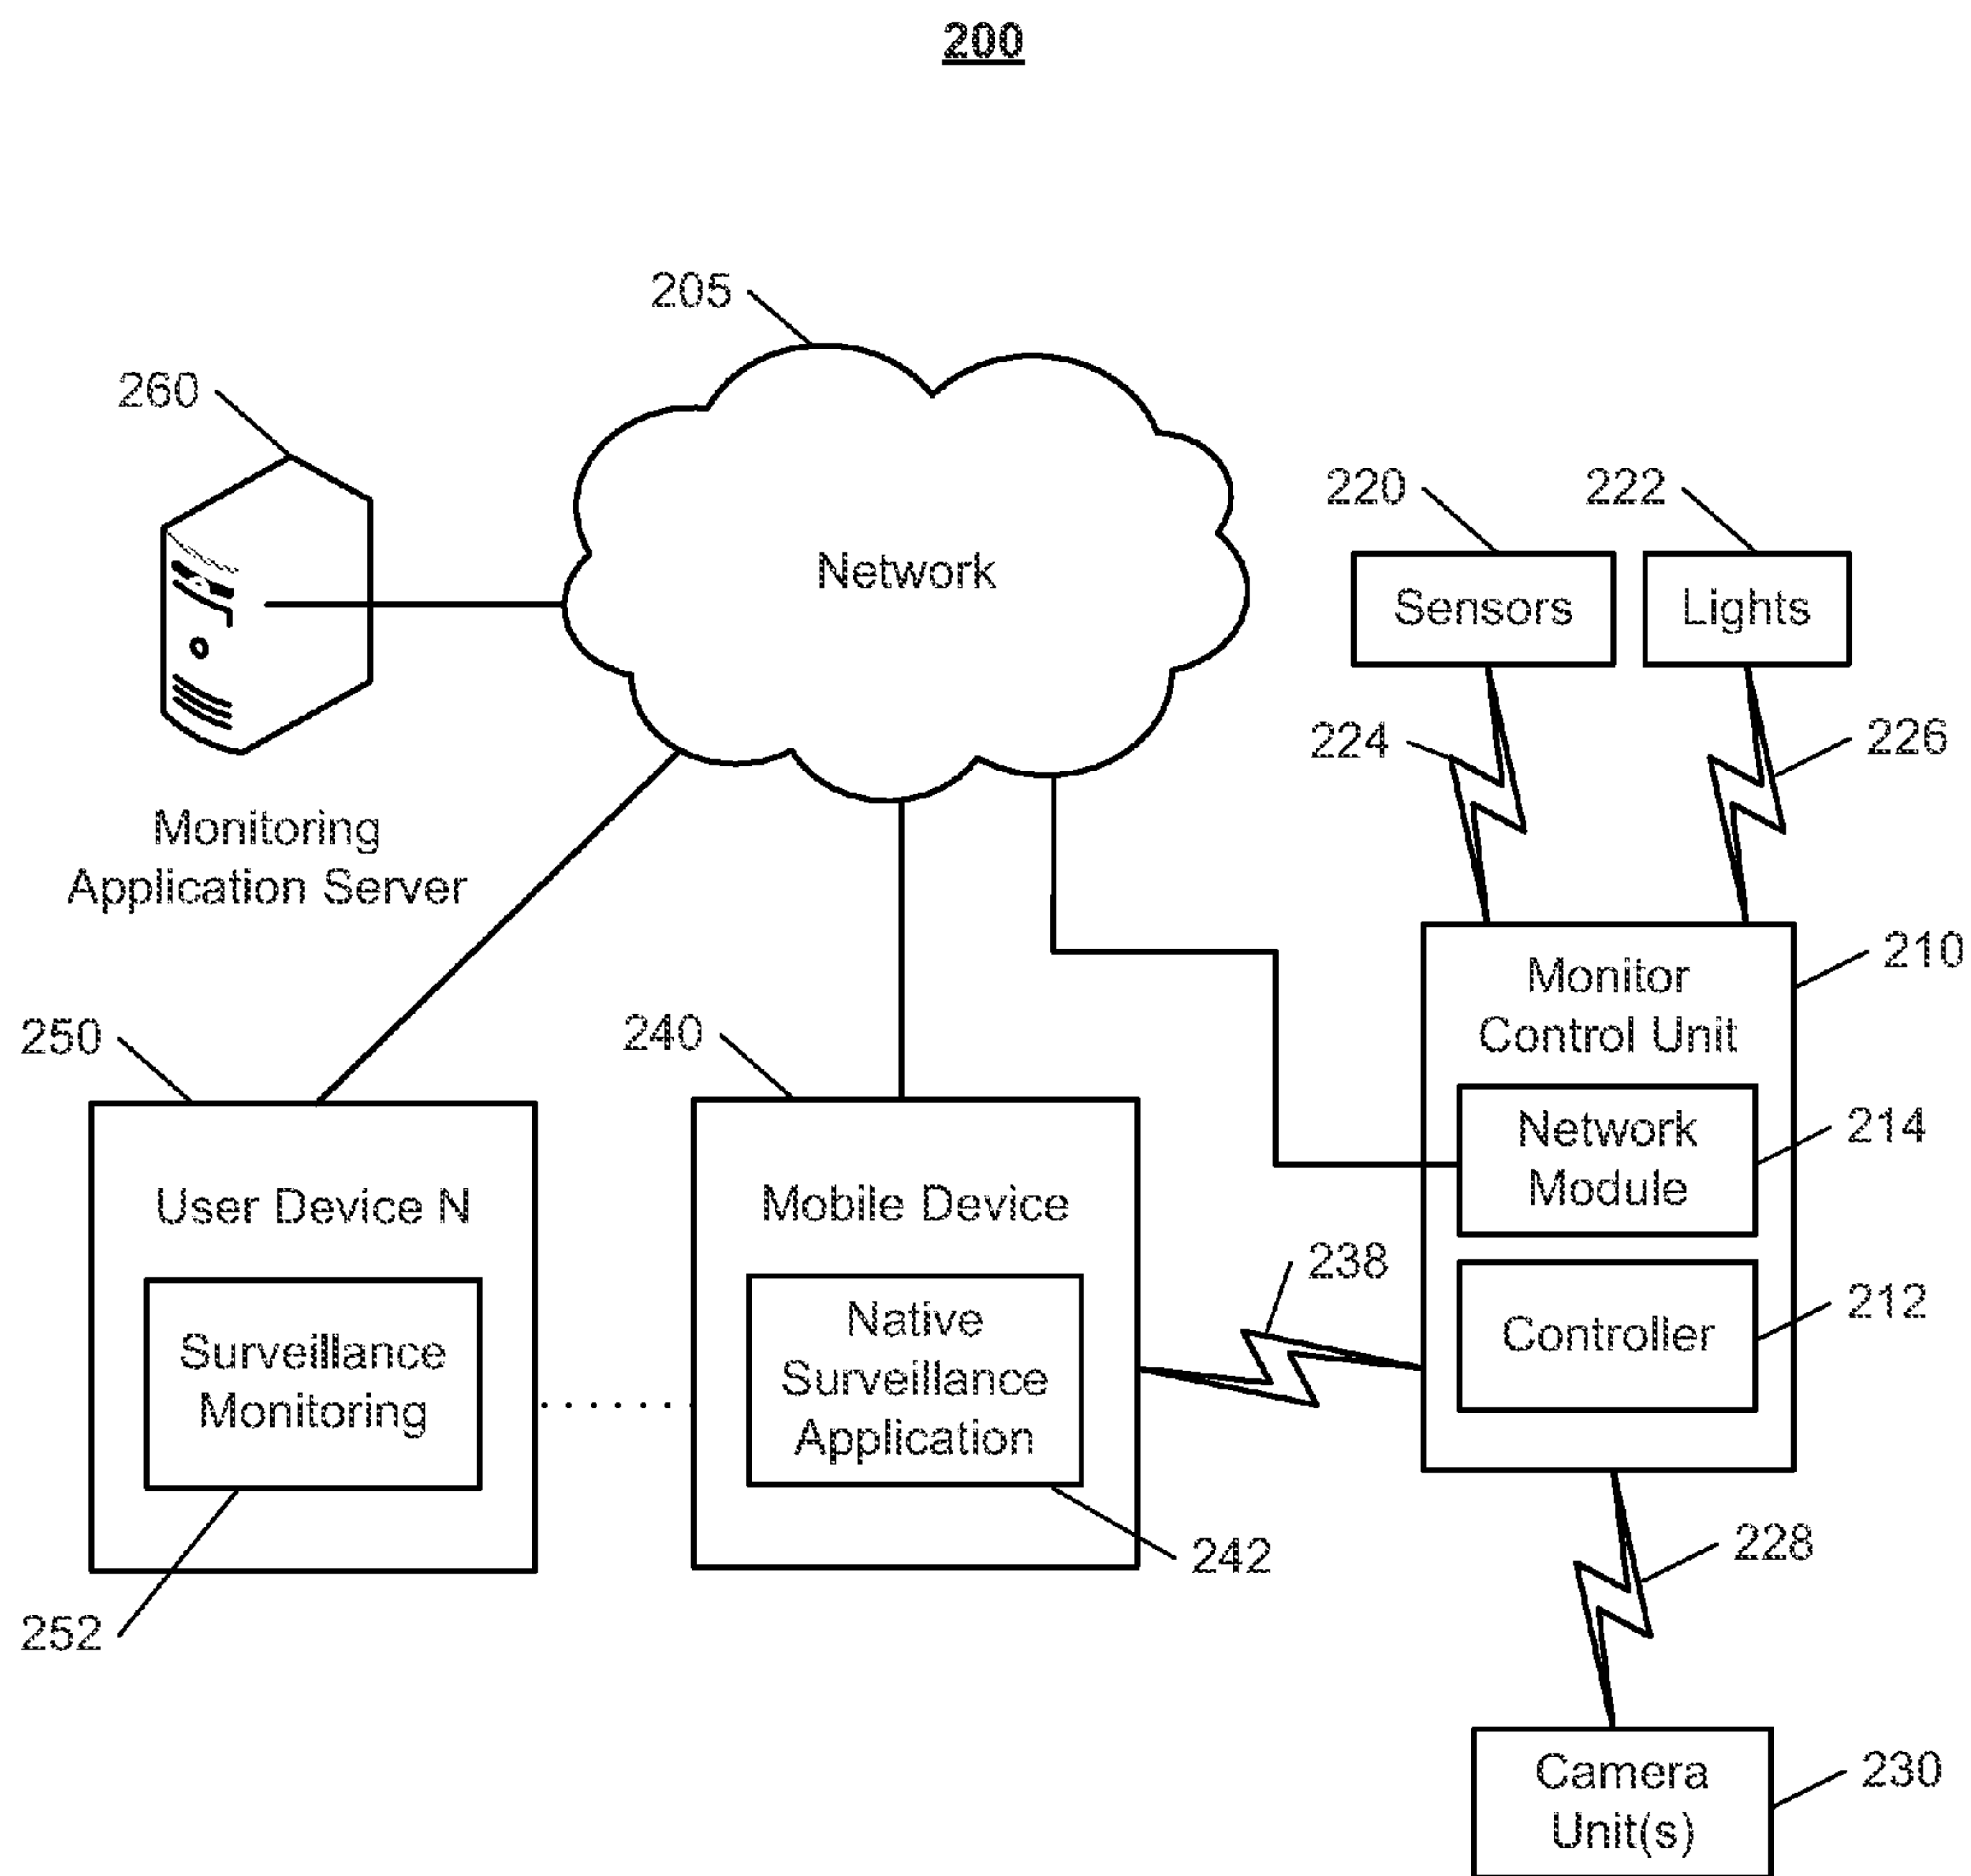 200
205
260
Network
220
222
Sensors
Lights
224
226
Monitoring
Application Server
210
Monitor
Control Unit
250
240
Network
Module
214
User Device N
Mobile Device
238
Controller
212
Surveillance
Monitoring
Native
Surveillance
Application
242
228
252
Camera
Unit(s)
230